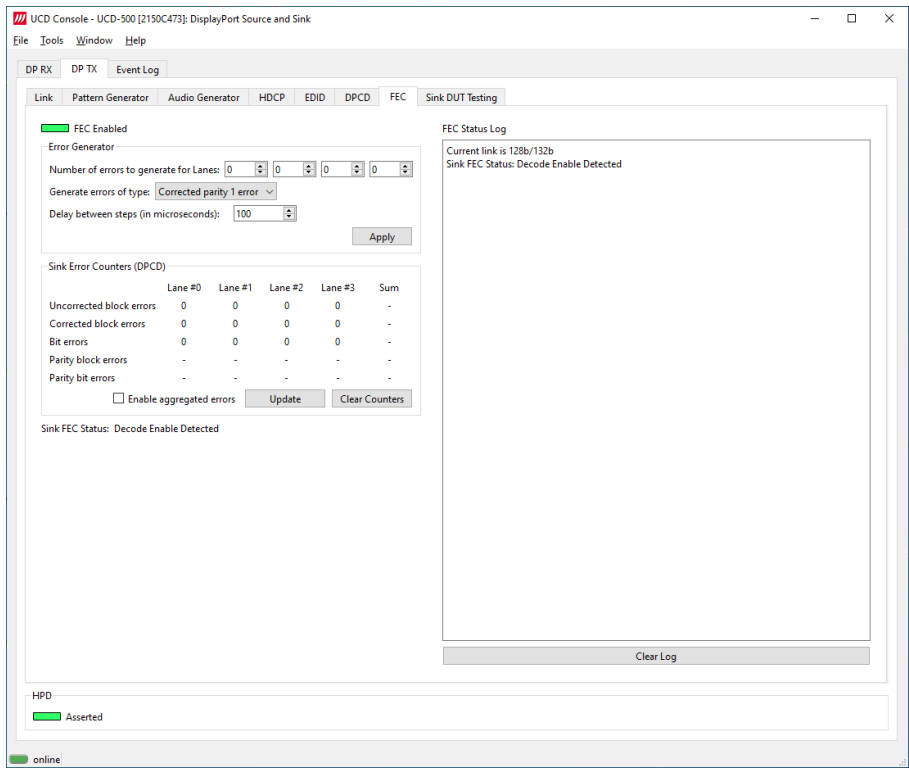 UCD Console - UCD-500 [2150C473]: DisplayPort Source and Sink
File Tools Window Help
DP RX DP TX Event Log
Link Pattern Generator Audio Generator HDCP EDID DPCD FEC Sink DUT Testing
FEC Enabled
Error Generator
Number of errors to generate for Lanes: 0 0 0 0
Generate errors of type: Corrected parity 1 error
Delay between steps (in microseconds): 100
Apply
Sink Error Counters (DPCD)
Lane #0 Lane #1 Lane #2 Lane #3 Sum
Uncorrected block errors 0 0 0 0 -
Corrected block errors 0 0 0 0 -
Bit errors 0 0 0 0 -
Parity block errors - - - - -
Parity bit errors - - - - -
Enable aggregated errors Update Clear Counters
Sink FEC Status: Decode Enable Detected
FEC Status Log
Current link is 128b/132b
Sink FEC Status: Decode Enable Detected
Clear Log
HPD
Asserted
online